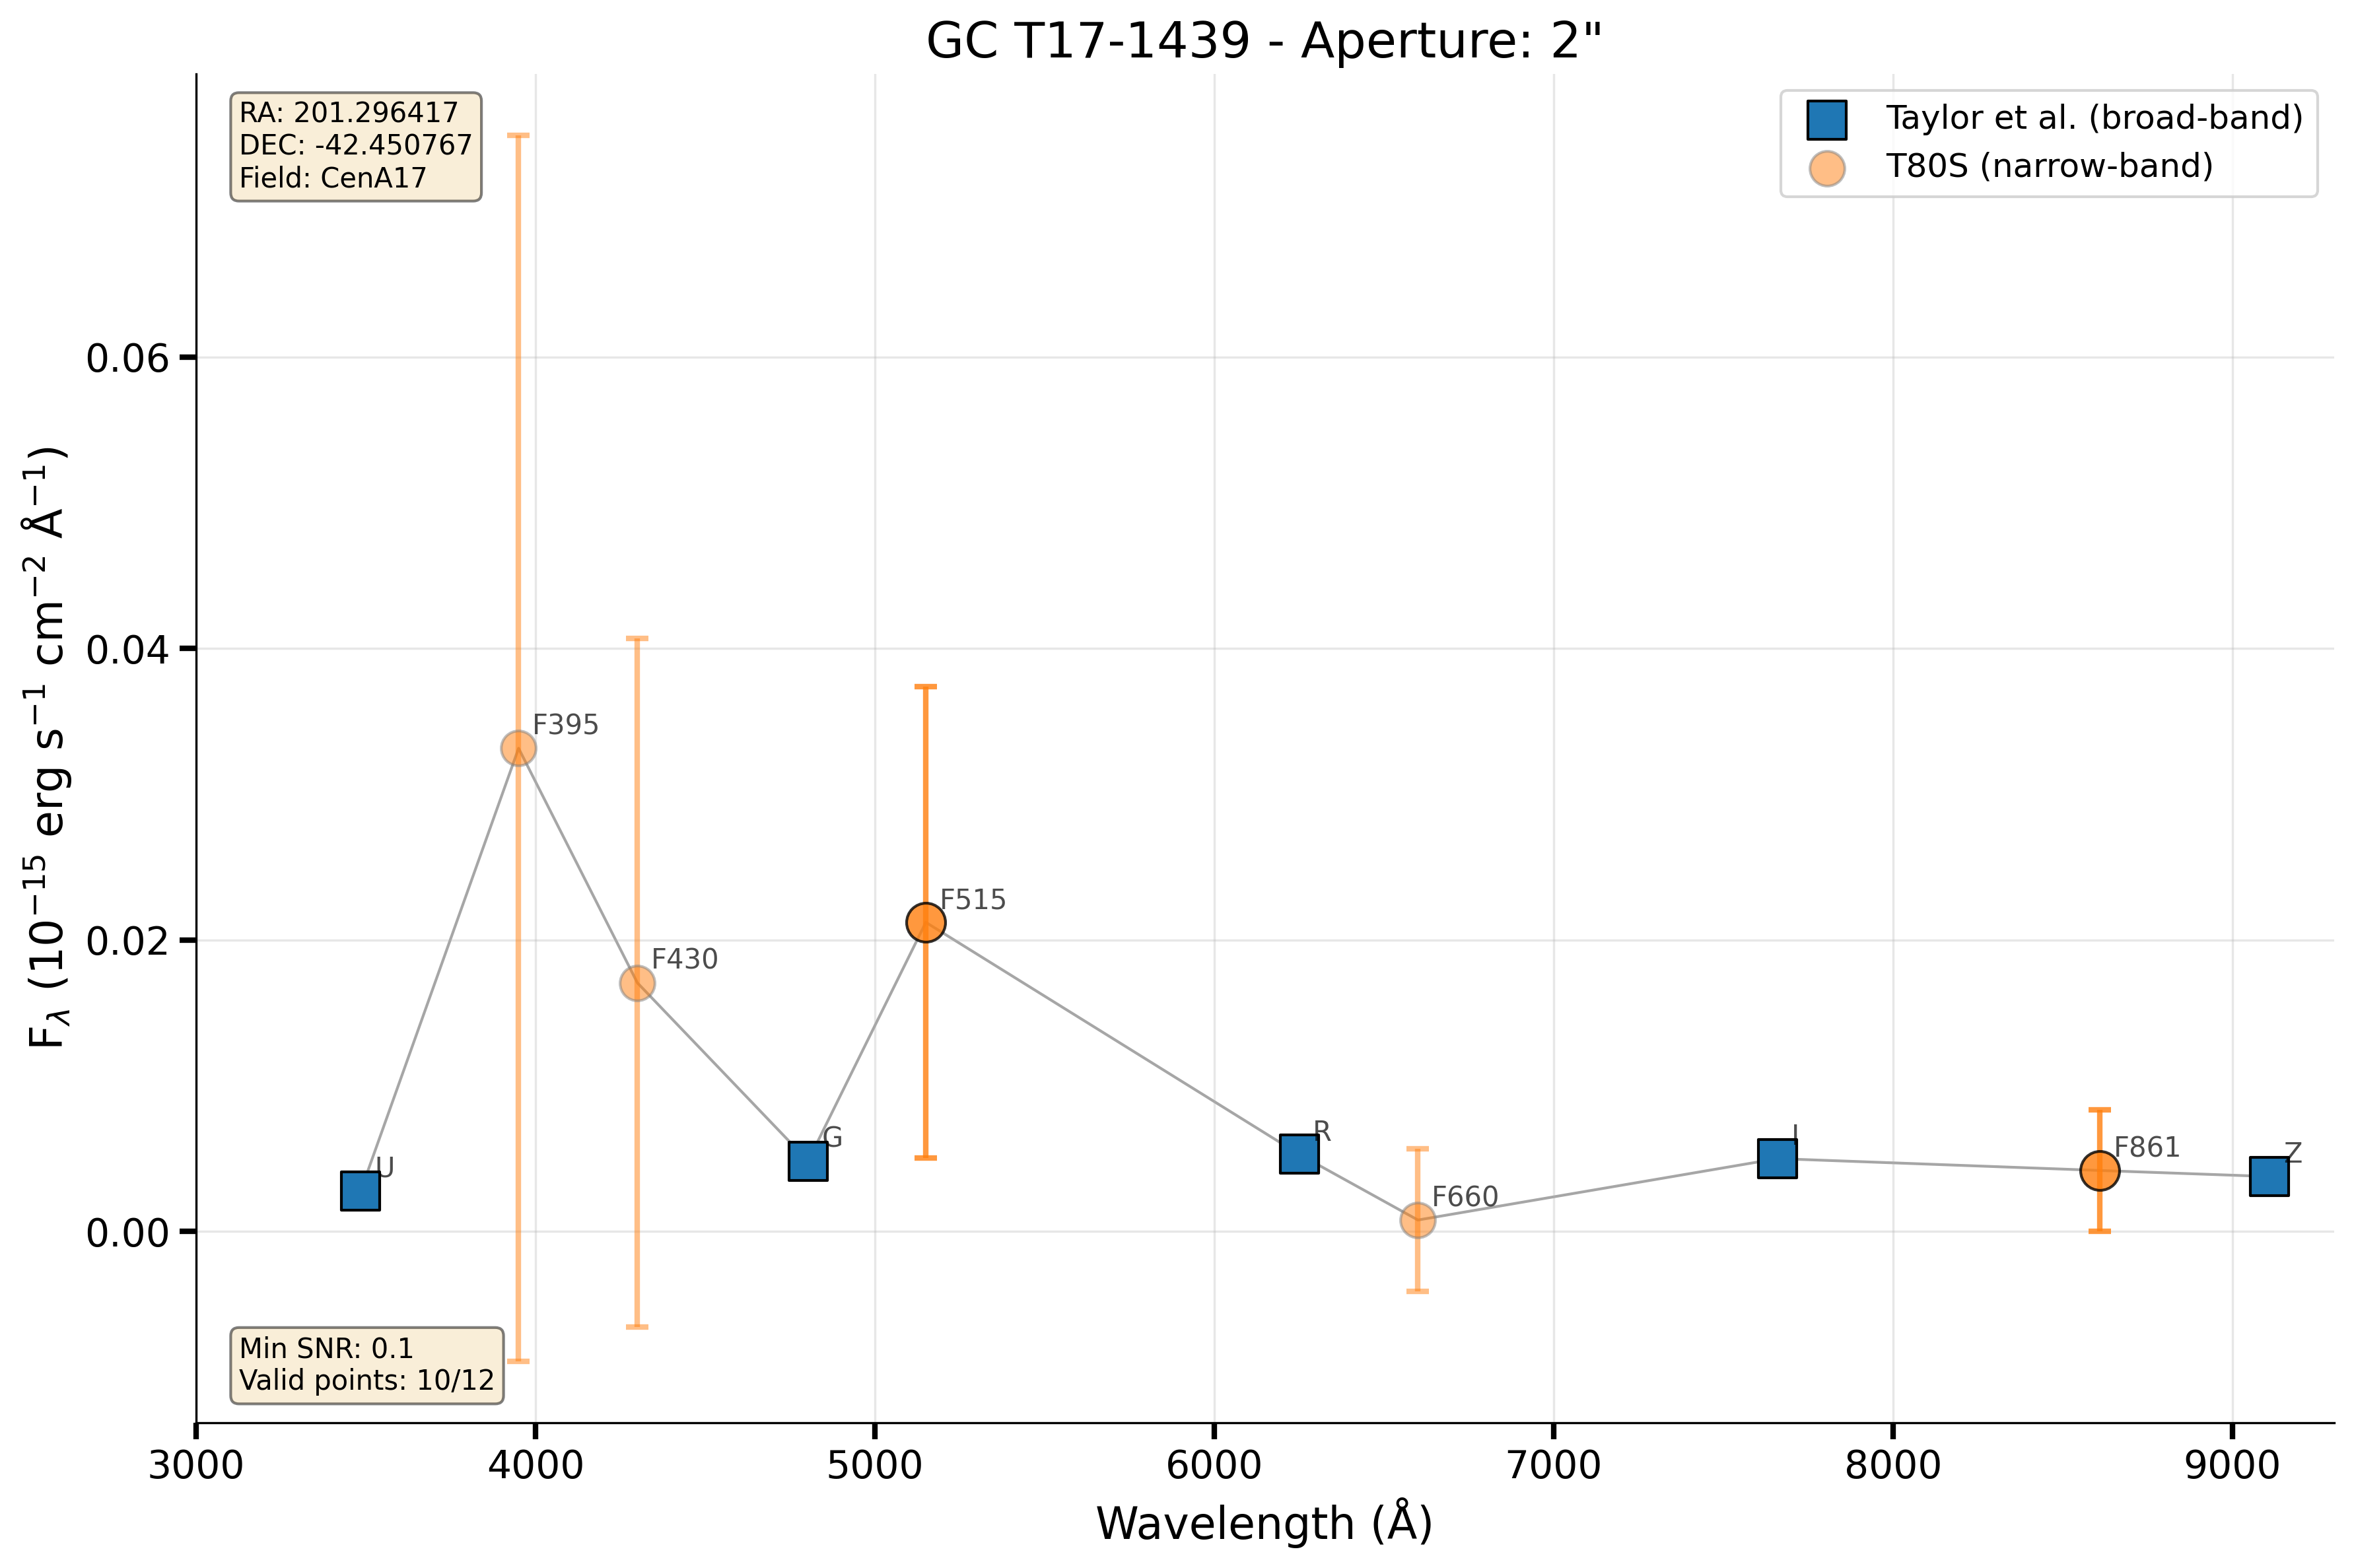 GC T17-1439 - Aperture: 2"
RA: 201.296417
DEC: -42.450767
Field: CenA17
Taylor et al. (broad-band)
T80S (narrow-band)
F_λ (10⁻¹⁵ erg s⁻¹ cm⁻² Å⁻¹)
0.06
0.04
0.02
0.00
U
F395
F430
G
F515
R
F660
I
F861
Z
Min SNR: 0.1
Valid points: 10/12
3000 4000 5000 6000 7000 8000 9000
Wavelength (Å)